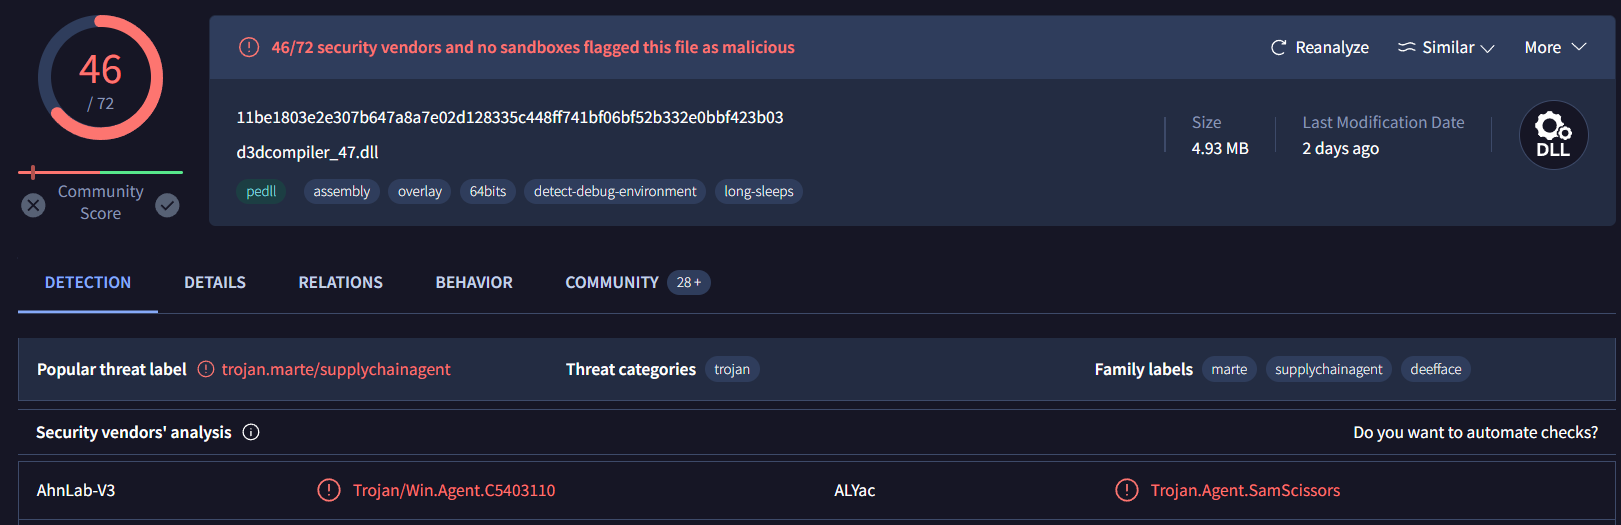 46
/ 72
Community
Score
46/72 security vendors and no sandboxes flagged this file as malicious
Reanalyze
Similar
More
11be1803e2e307b647a8a7e02d128335c448ff741bf06bf52b332e0bbf423b03
d3dcompiler_47.dll
pedll assembly overlay 64bits detect-debug-environment long-sleeps
Size
4.93 MB
Last Modification Date
2 days ago
DLL
DETECTION DETAILS RELATIONS BEHAVIOR COMMUNITY 28 +
Popular threat label trojan.marte/supplychainagent Threat categories trojan Family labels marte supplychainagent deefface
Security vendors' analysis Do you want to automate checks?
AhnLab-V3 Trojan/Win.Agent.C5403110 ALYac Trojan.Agent.SamScissors